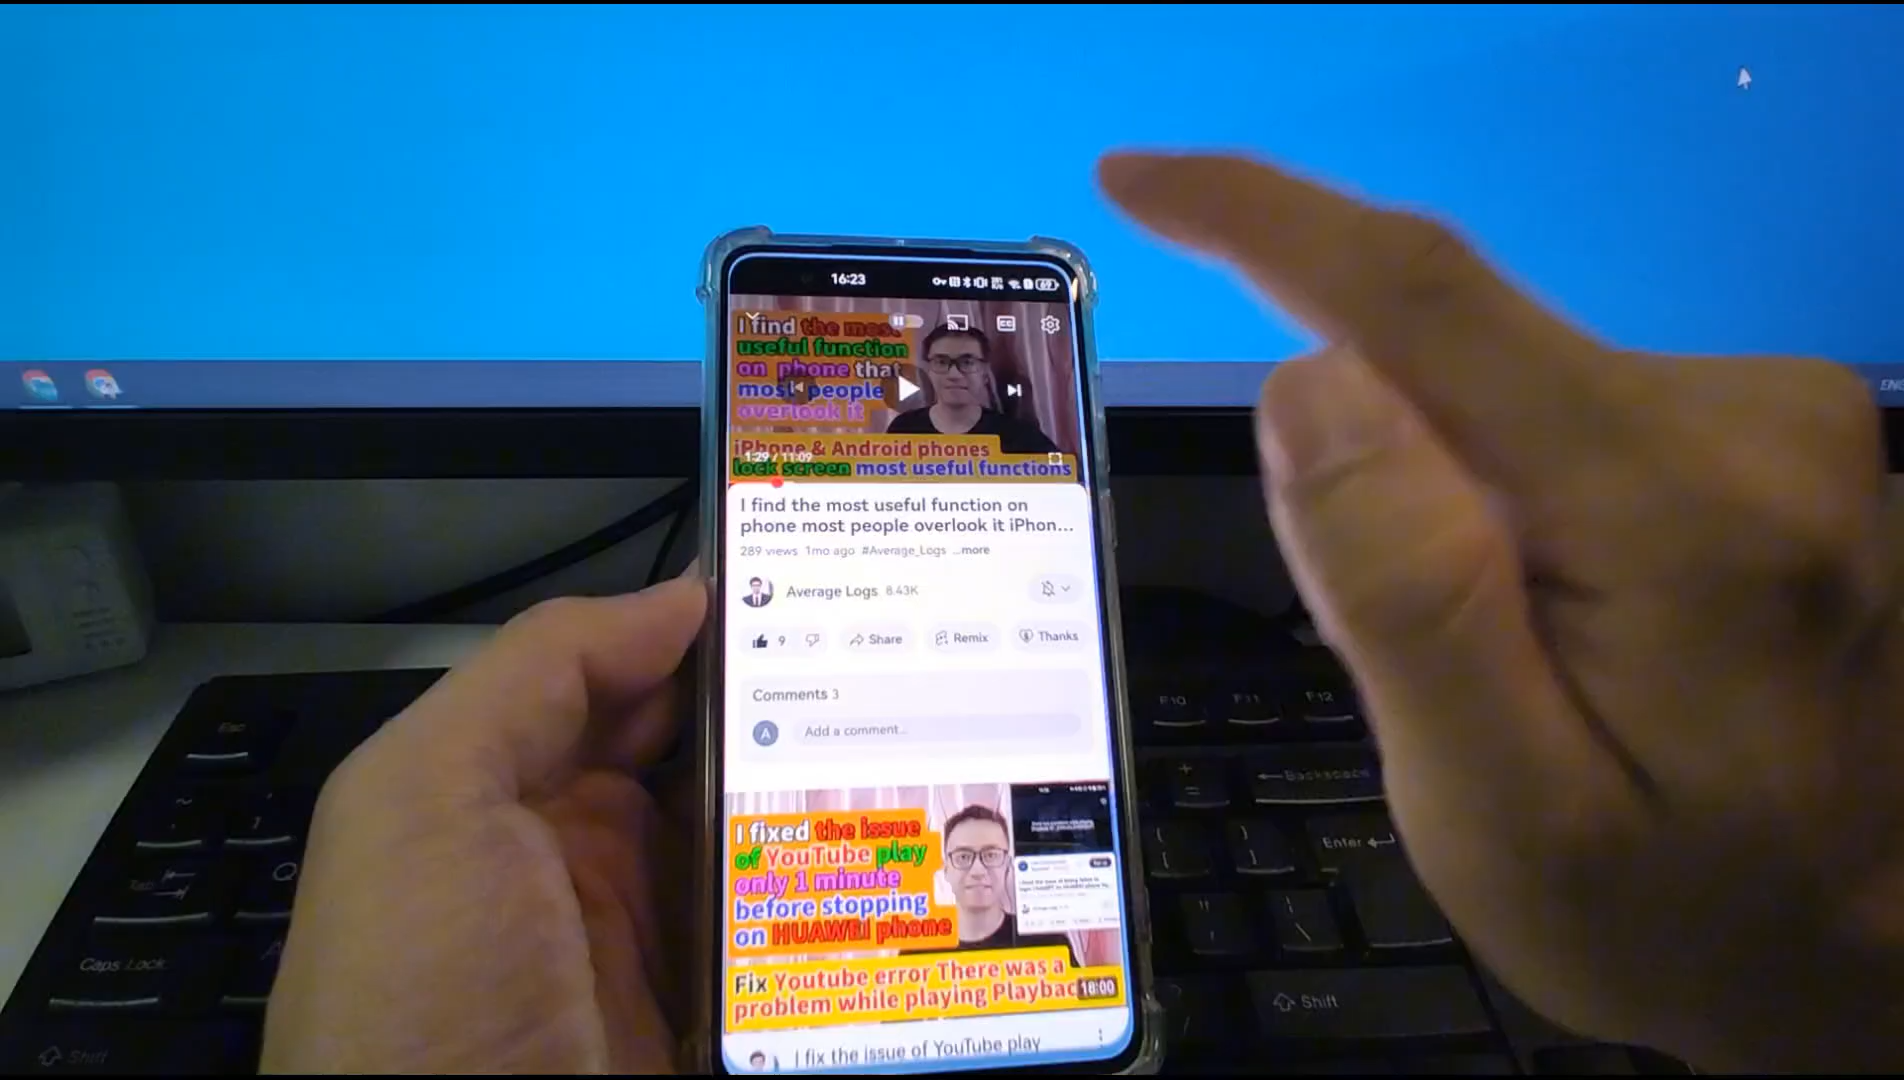 16:23
69
I find the most
useful function
on phone that
most people
overlook it
iPhone & Android phones
1:29 / 11:09
lock screen most useful functions
I find the most useful function on
phone most people overlook it iPhon...
289 views 1mo ago #Average_Logs ...more
Average Logs 8.43K
9 Share Remix Thanks
Comments 3
A Add a comment...
I fixed the issue
of YouTube play
only 1 minute
before stopping
on HUAWEI phone
Fix Youtube error There was a
problem while playing Playbac
18:00
I fix the issue of YouTube play
ENG
Esc
F10 F11 F12
Backspace
Tab
Q
Enter
Caps Lock
A
Shift
Shift